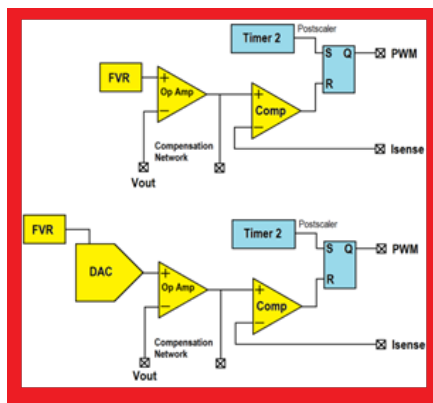 Timer 2
Postscaler
S Q
PWM
R
FVR
+
Op Amp
−
+
Comp
−
Compensation
Network
Isense
Vout
FVR
DAC
Timer 2
Postscaler
S Q
PWM
R
+
Op Amp
−
+
Comp
−
Compensation
Network
Isense
Vout